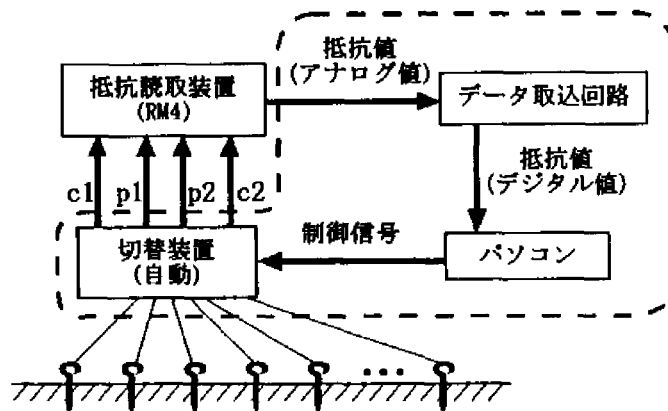 抵抗値
(アナログ値)
抵抗読取装置
(RM4)
データ取込回路
抵抗値
(デジタル値)
c1 p1 p2 c2
制御信号
切替装置
(自動)
パソコン